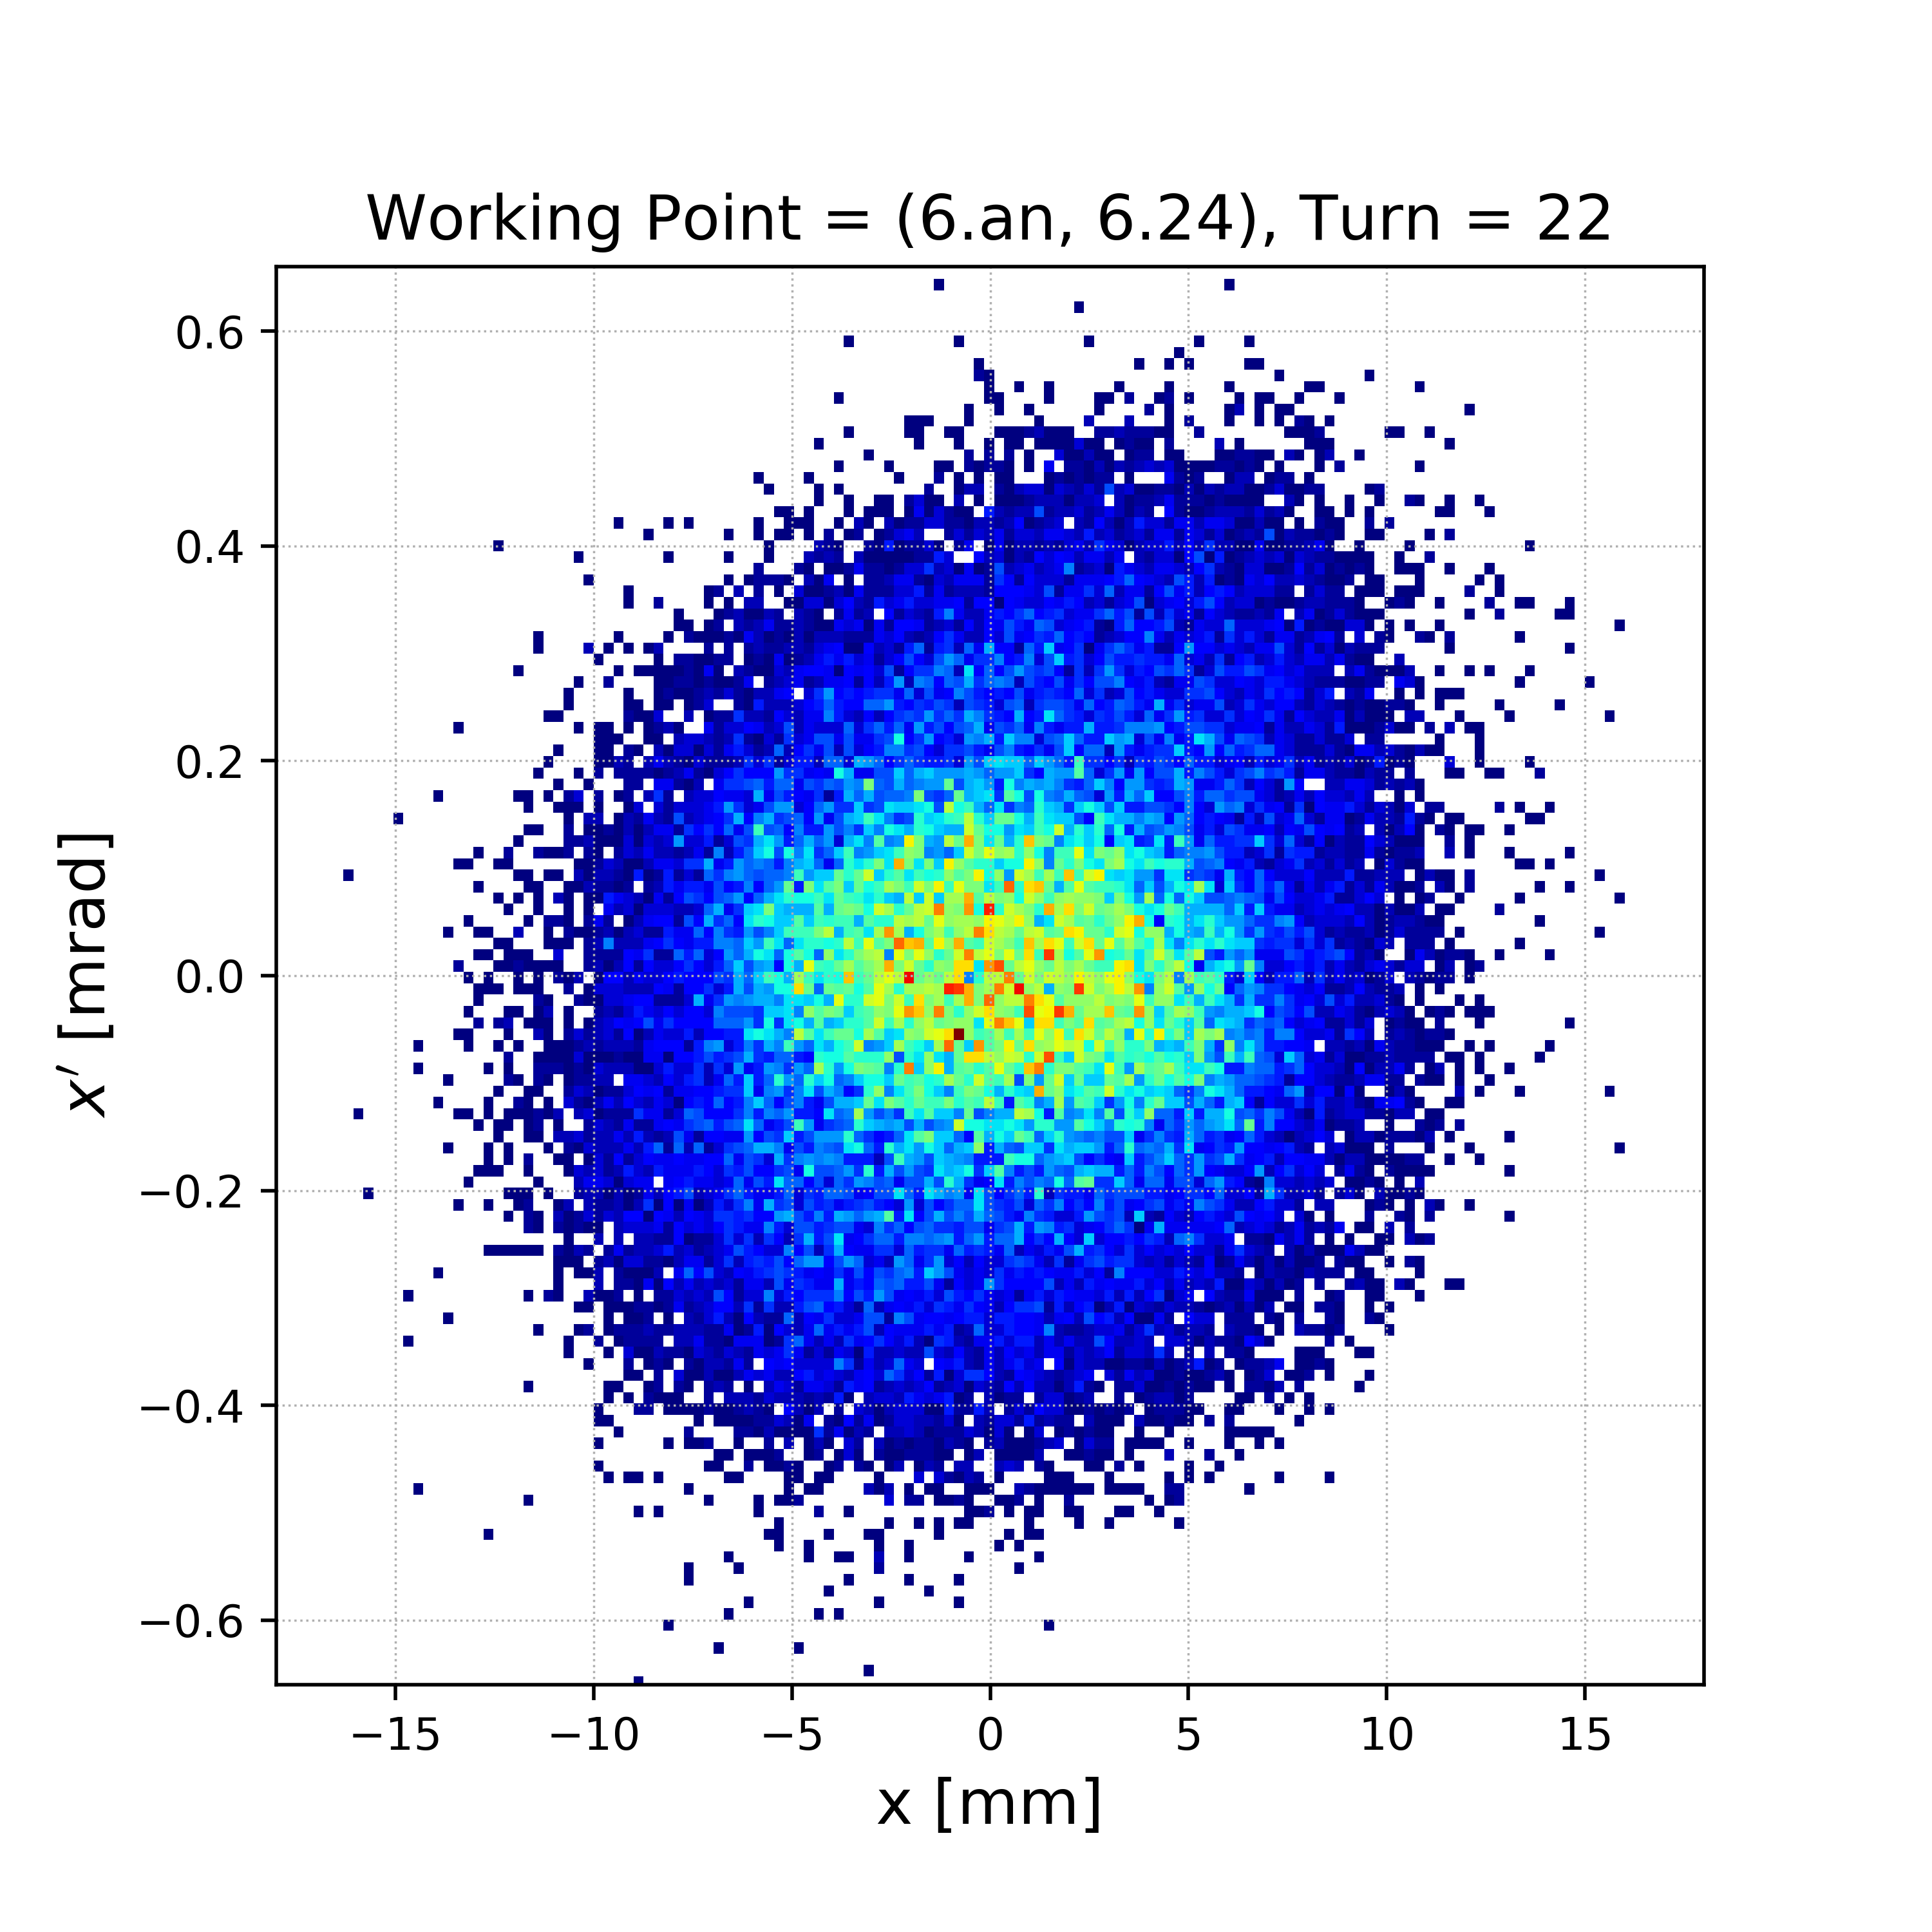 Working Point = (6.an, 6.24), Turn = 22
0.6
0.4
0.2
0.0
−0.2
−0.4
−0.6
x′ [mrad]
−15 −10 −5 0 5 10 15
x [mm]